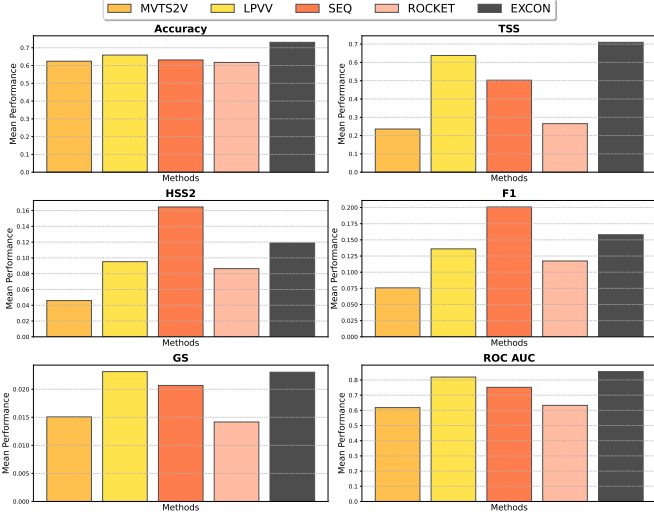 MVTS2V LPVV SEQ ROCKET EXCON
Accuracy
Mean Performance
0.7
0.6
0.5
0.4
0.3
0.2
0.1
0.0
Methods
TSS
Mean Performance
0.7
0.6
0.5
0.4
0.3
0.2
0.1
0.0
Methods
HSS2
Mean Performance
0.16
0.14
0.12
0.10
0.08
0.06
0.04
0.02
0.00
Methods
F1
Mean Performance
0.200
0.175
0.150
0.125
0.100
0.075
0.050
0.025
0.000
Methods
GS
Mean Performance
0.020
0.015
0.010
0.005
0.000
Methods
ROC AUC
Mean Performance
0.8
0.7
0.6
0.5
0.4
0.3
0.2
0.1
0.0
Methods